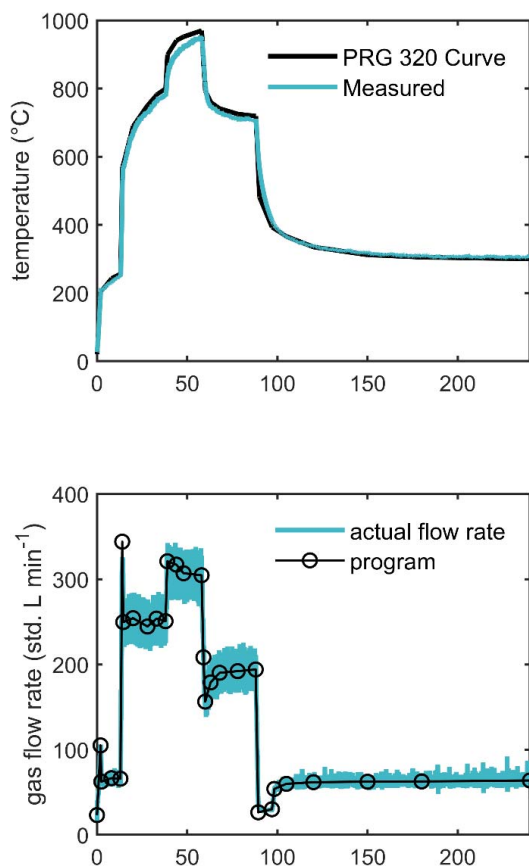 1000
800
600
400
200
0
temperature (°C)
PRG 320 Curve
Measured
0 50 100 150 200
400
300
200
100
0
gas flow rate (std. L min⁻¹)
actual flow rate
program
0 50 100 150 200